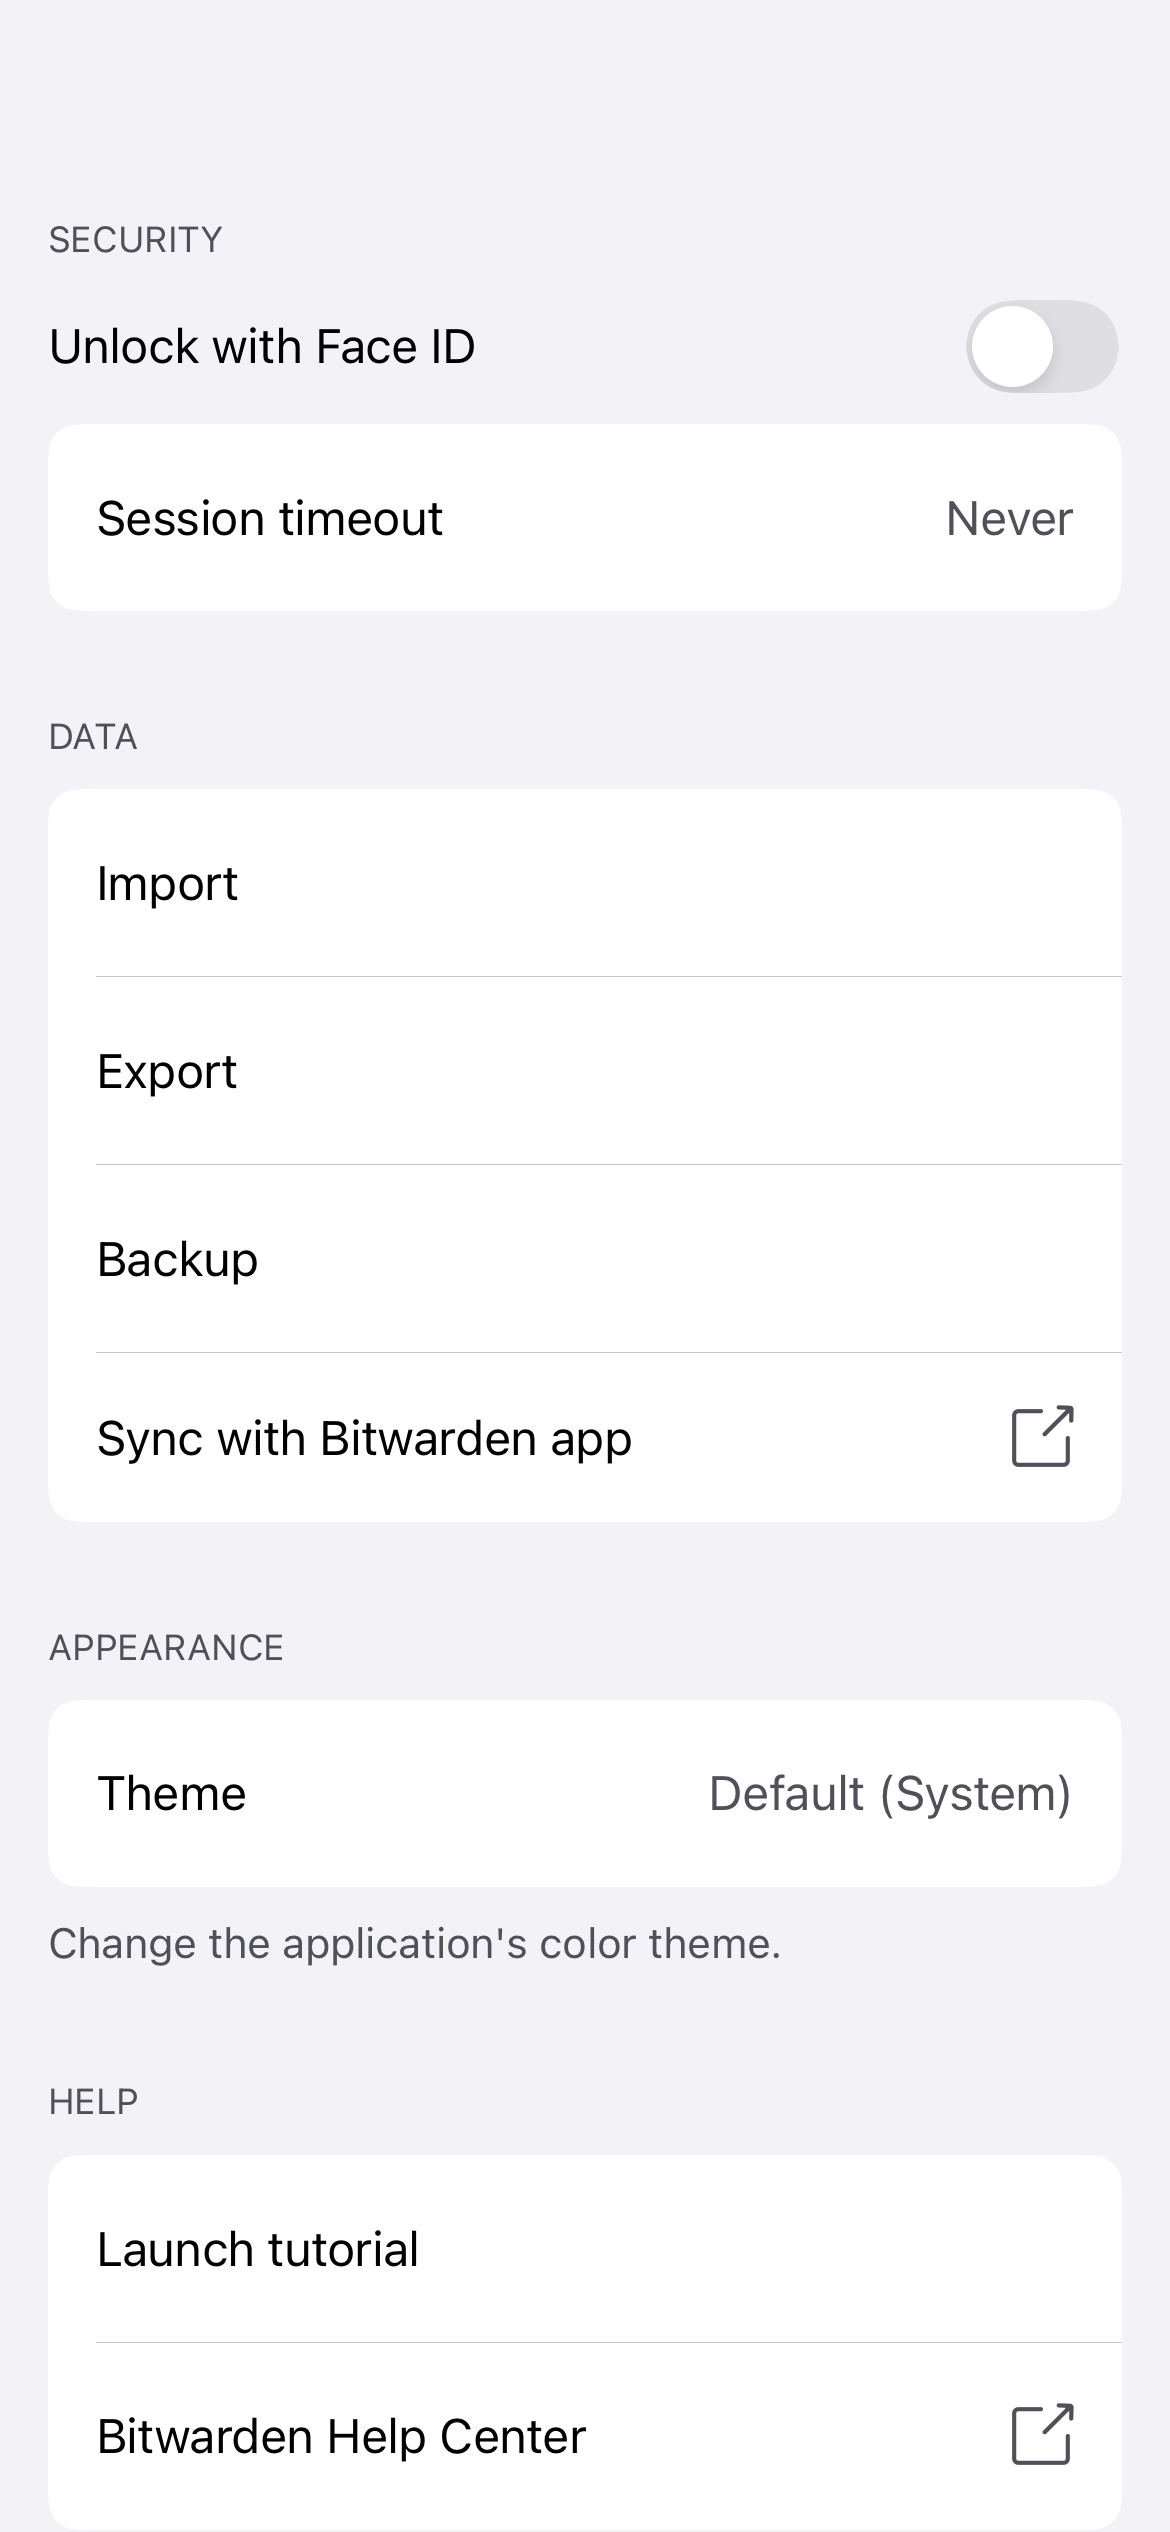 SECURITY
Unlock with Face ID
Session timeout Never
DATA
Import
Export
Backup
Sync with Bitwarden app
APPEARANCE
Theme Default (System)
Change the application's color theme.
HELP
Launch tutorial
Bitwarden Help Center